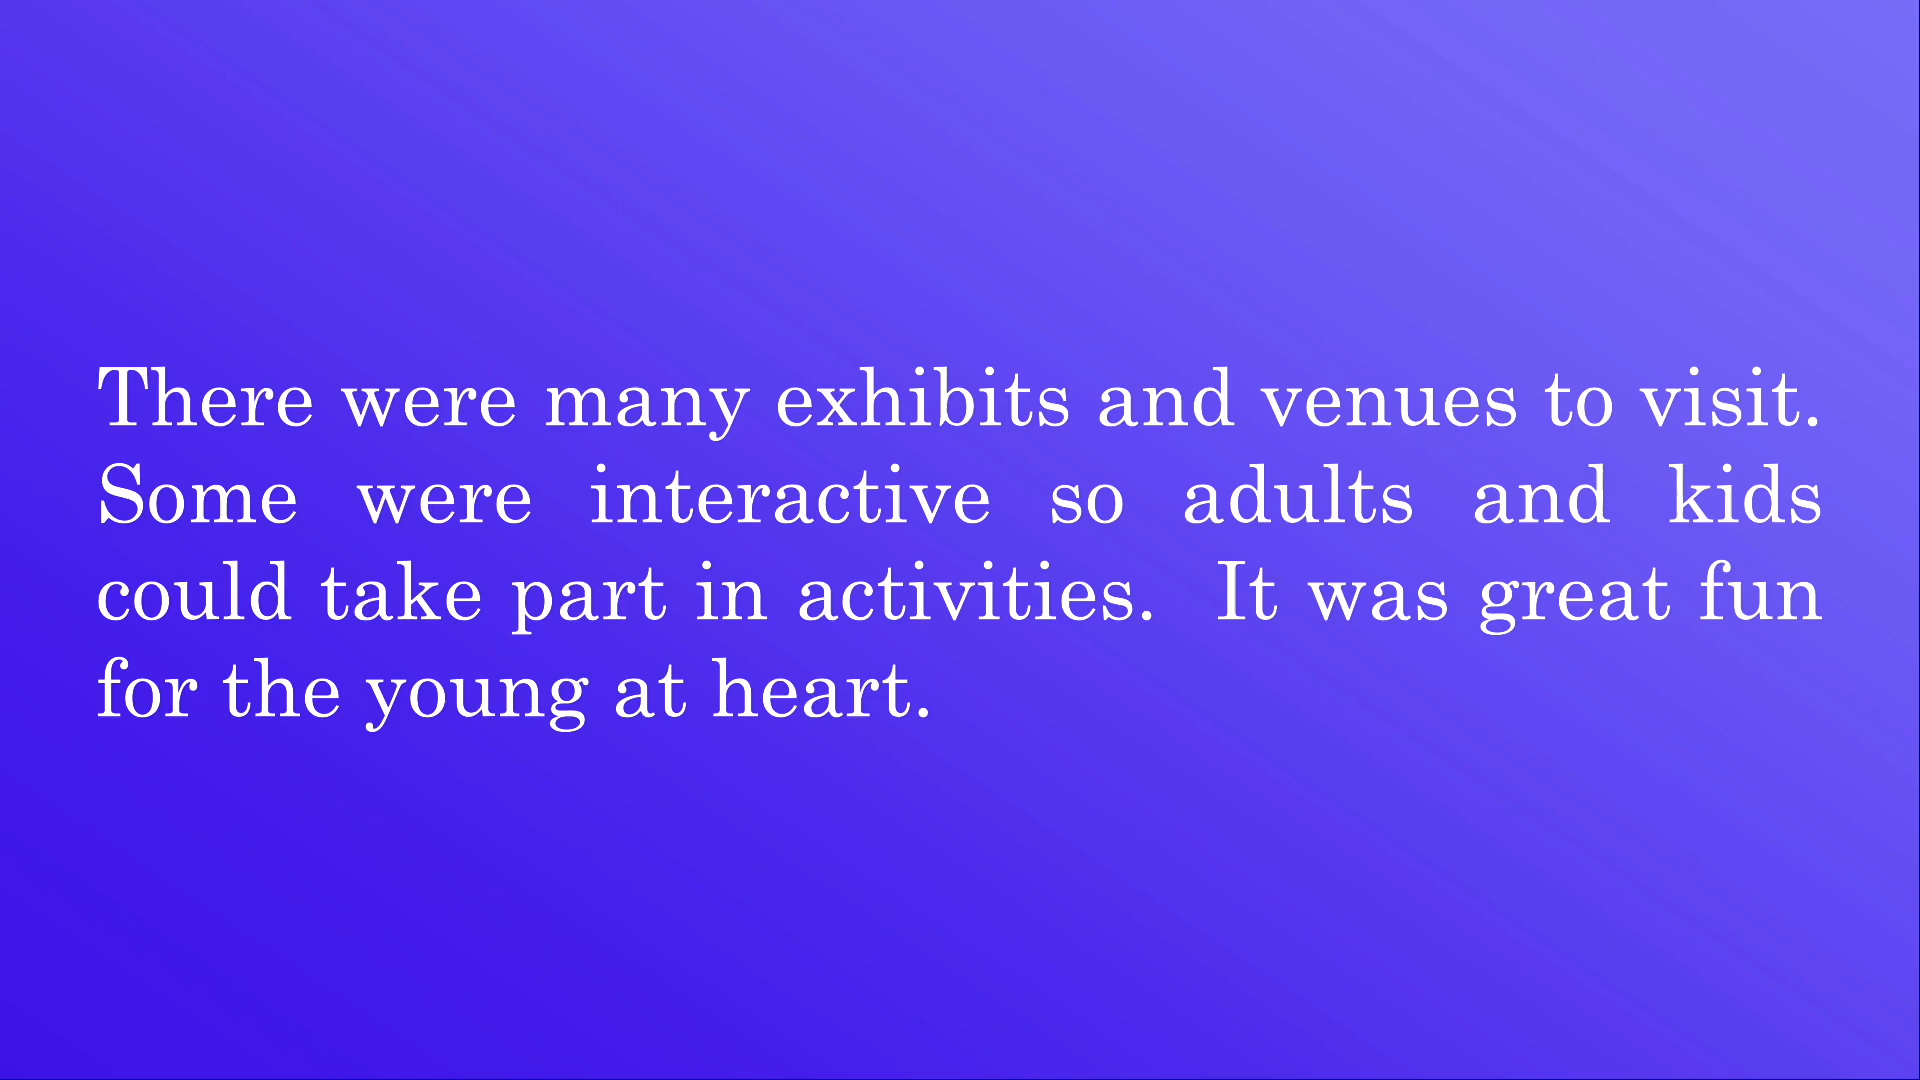 There were many exhibits and venues to visit.
Some were interactive so adults and kids
could take part in activities.  It was great fun
for the young at heart.